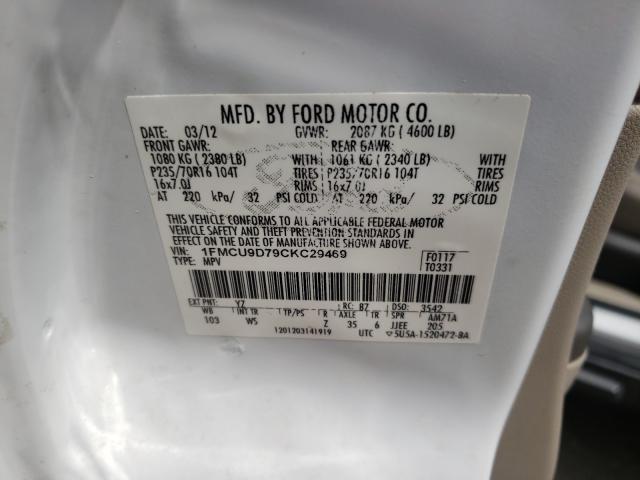 MFD. BY FORD MOTOR CO.
DATE: 03/12 GVWR: 2087 KG ( 4600 LB)
FRONT GAWR: REAR GAWR:
1080 KG ( 2380 LB) WITH 1061 KG ( 2340 LB) WITH
P235/70R16 104T TIRES P235/70R16 104T TIRES
16x7.0J RIMS 16x7.0J RIMS
AT 220 kPa/ 32 PSI COLD AT 220 kPa/ 32 PSI COLD
THIS VEHICLE CONFORMS TO ALL APPLICABLE FEDERAL MOTOR
VEHICLE SAFETY AND THEFT PREVENTION STANDARDS IN
EFFECT ON THE DATE OF MANUFACTURE SHOWN ABOVE.
VIN: 1FMCU9D79CKC29469 F0117
TYPE: MPV T0331
EXT PNT: YZ RC: B7 DSO: 3542
WB INT TR TP/PS R AXLE TR SPR AM71A
103 WS Z 35 6 JJEE 205
1201203141919 UTC ▽5U5A-1520472-BA